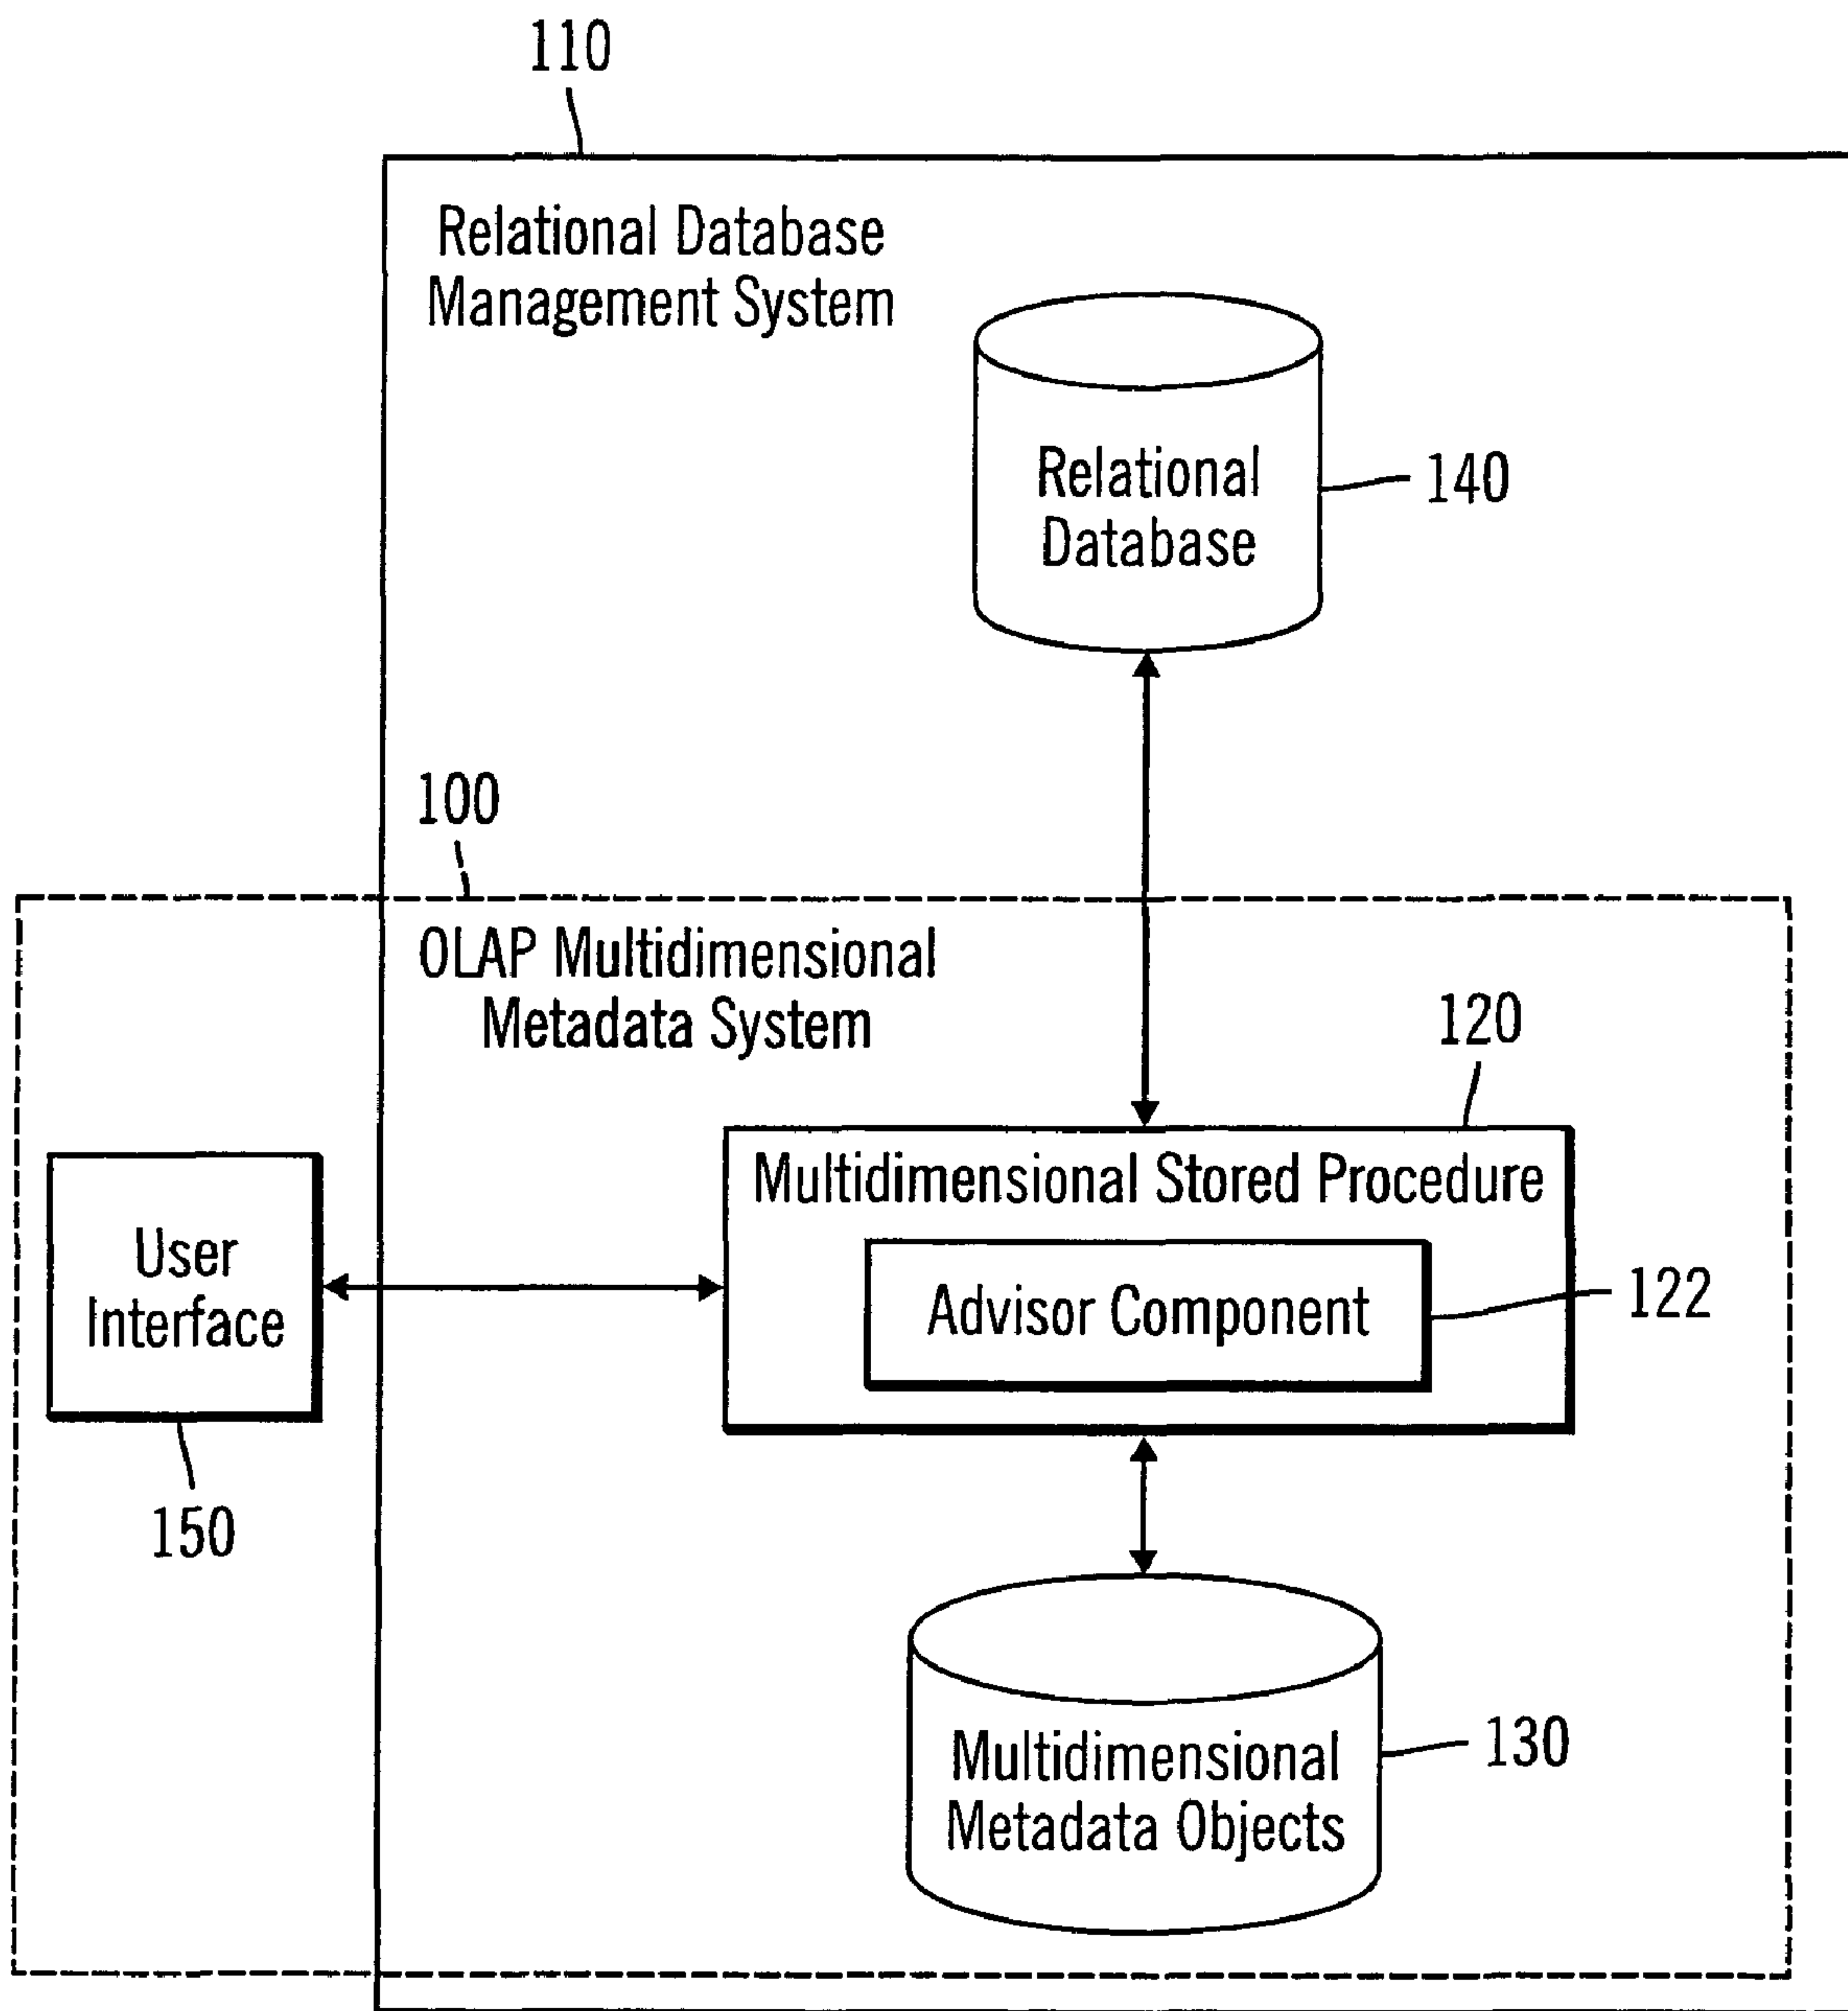 110
Relational Database
Management System
Relational
Database
140
100
OLAP Multidimensional
Metadata System
120
Multidimensional Stored Procedure
User
Interface
Advisor Component
122
150
Multidimensional
Metadata Objects
130